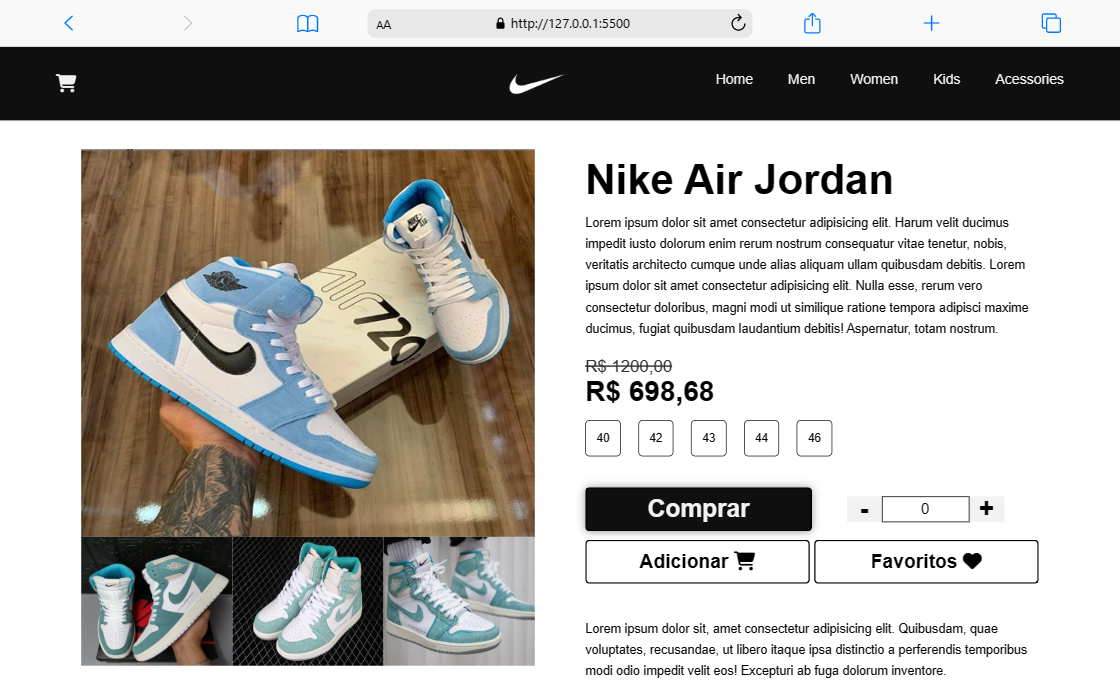 AA
http://127.0.0.1:5500
Home Men Women Kids Acessories
AIR 720
Nike Air Jordan
Lorem ipsum dolor sit amet consectetur adipisicing elit. Harum velit ducimus
impedit iusto dolorum enim rerum nostrum consequatur vitae tenetur, nobis,
veritatis architecto cumque unde alias aliquam ullam quibusdam debitis. Lorem
ipsum dolor sit amet consectetur adipisicing elit. Nulla esse, rerum vero
consectetur doloribus, magni modi ut similique ratione tempora adipisci maxime
ducimus, fugiat quibusdam laudantium debitis! Aspernatur, totam nostrum.
R$ 1200,00
R$ 698,68
40 42 43 44 46
Comprar - 0 +
Adicionar Favoritos
Lorem ipsum dolor sit, amet consectetur adipisicing elit. Quibusdam, quae
voluptates, recusandae, ut libero itaque ipsa distinctio a perferendis temporibus
modi odio impedit velit eos! Excepturi ab fuga dolorum inventore.